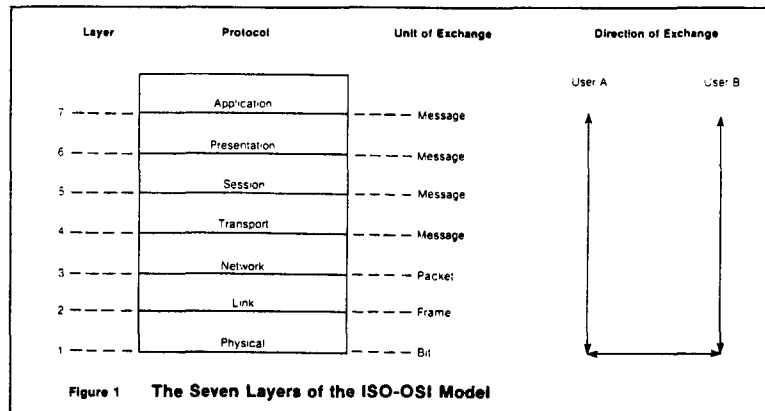 Layer Protocol Unit of Exchange Direction of Exchange
User A User B
Application
7 Message
Presentation
6 Message
Session
5 Message
Transport
4 Message
Network
3 Packet
Link
2 Frame
Physical
1 Bit
Figure 1 The Seven Layers of the ISO-OSI Model